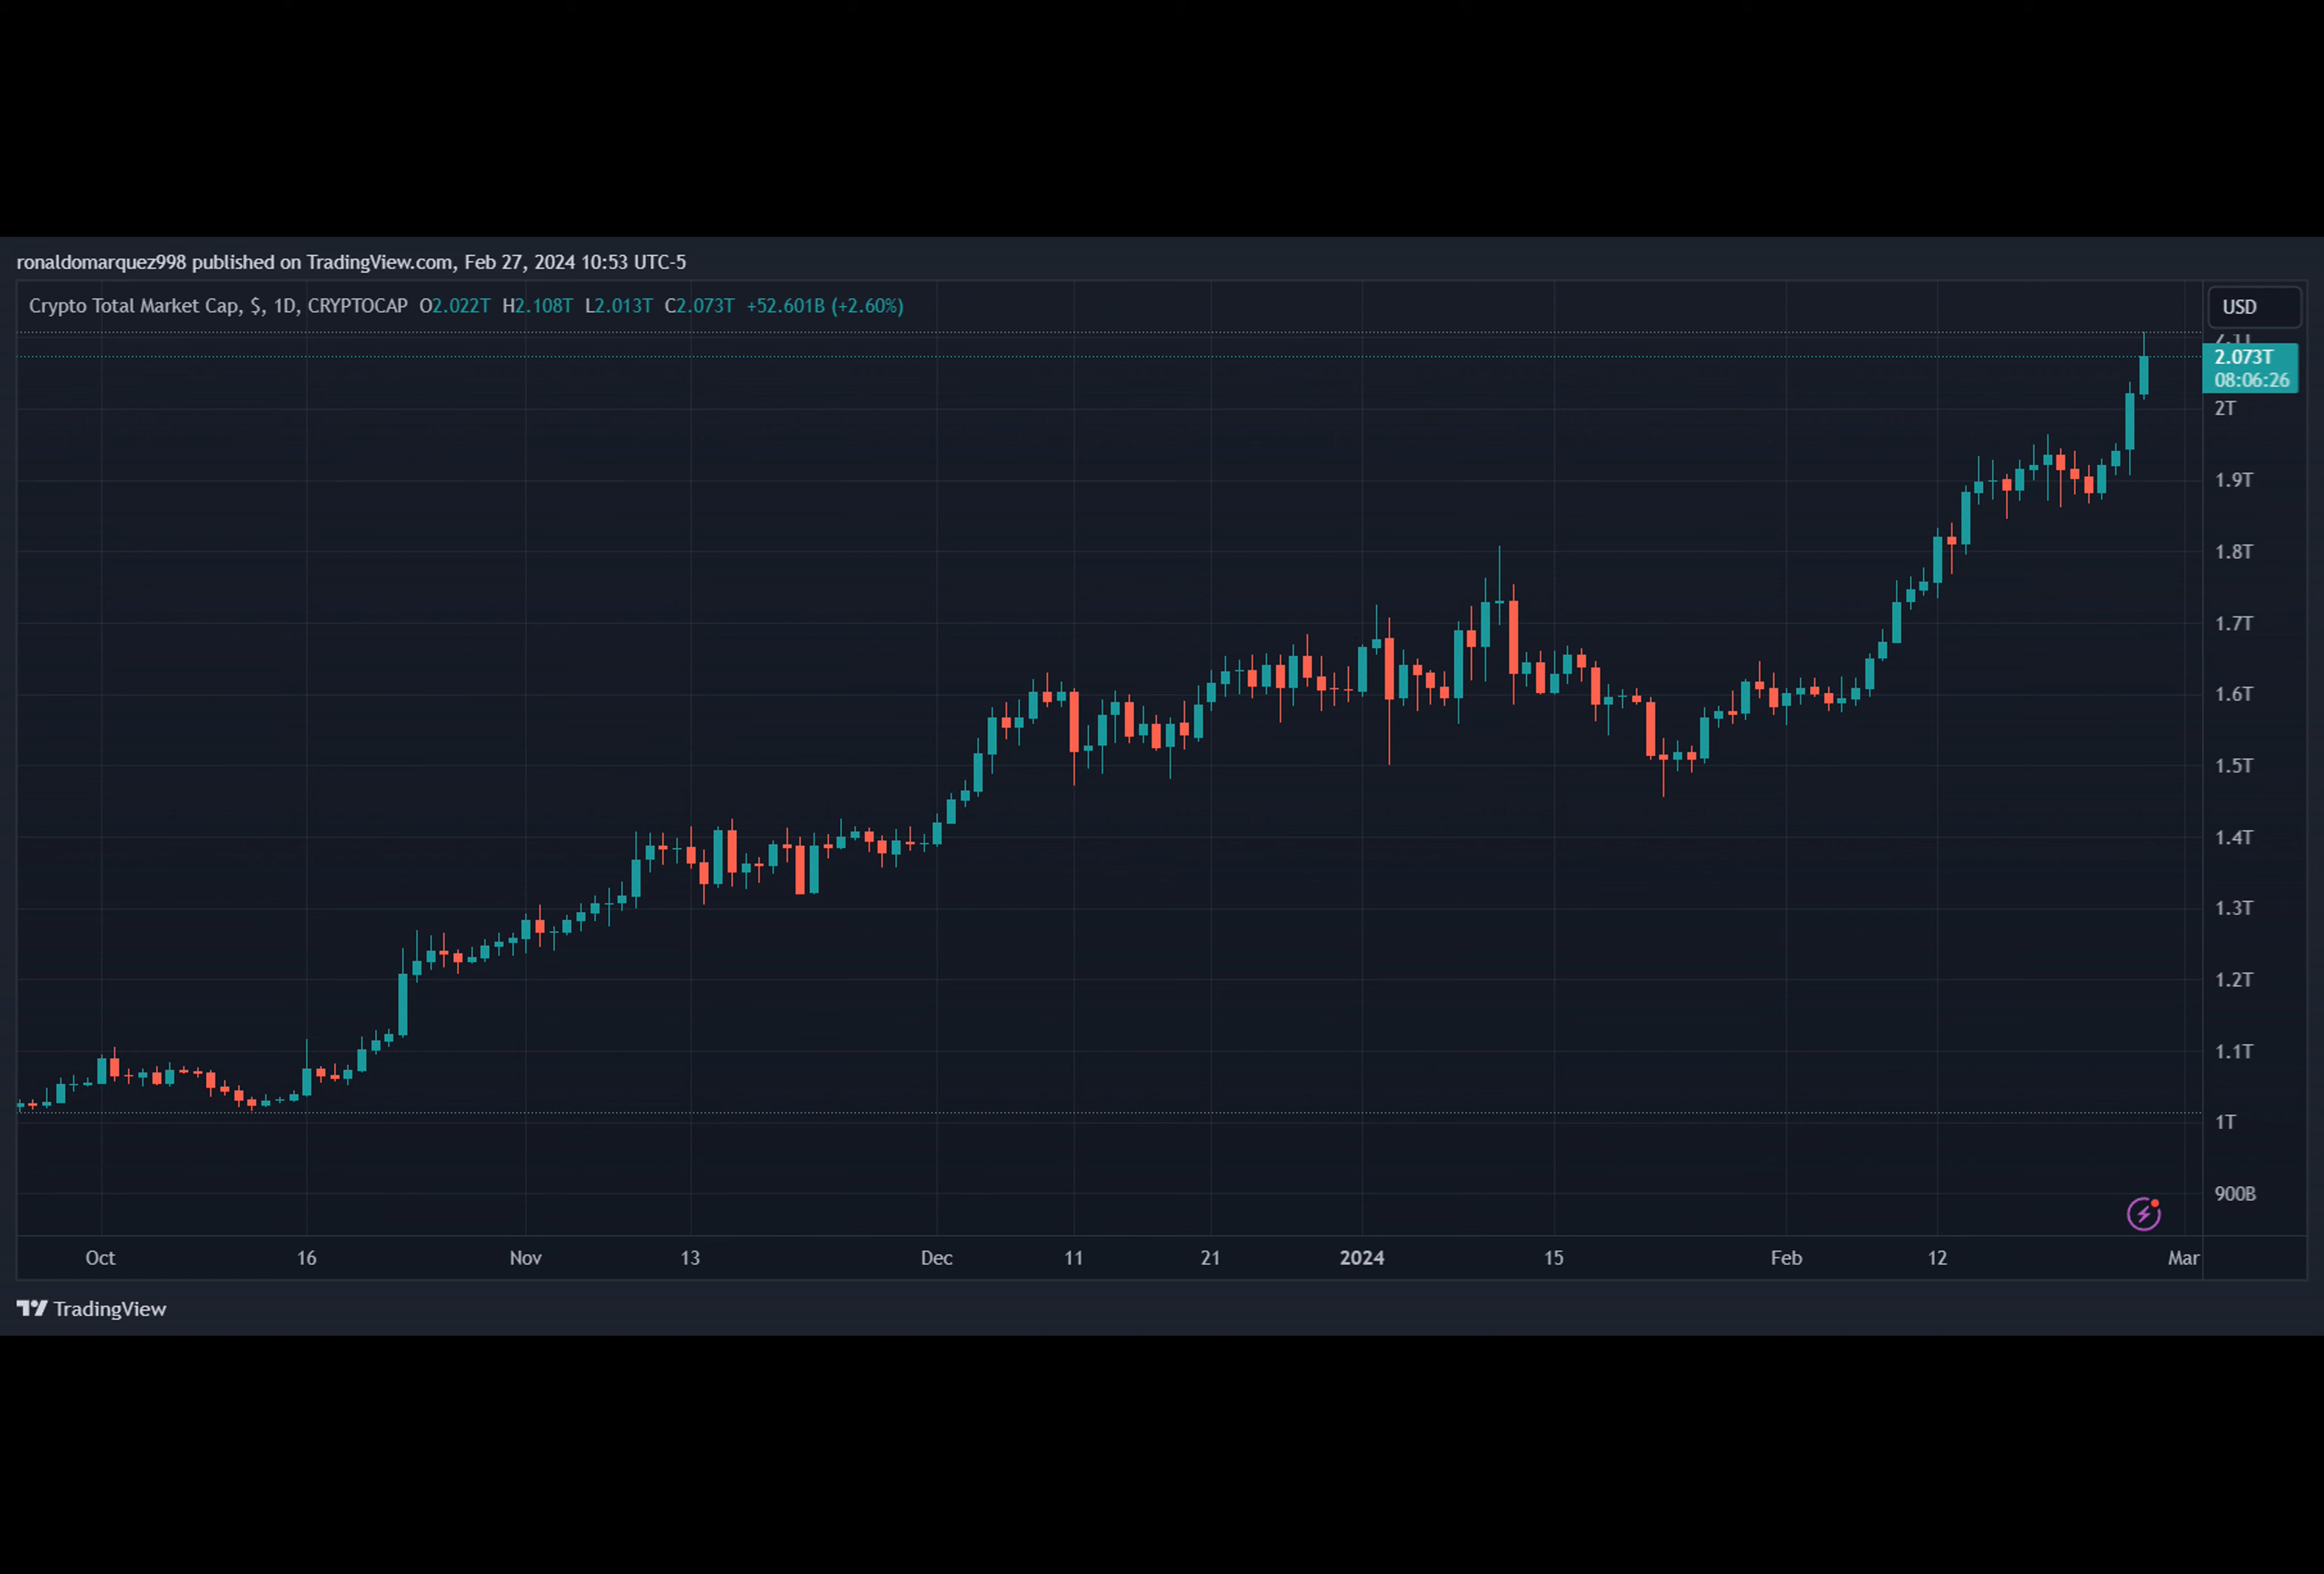 ronaldomarquez998 published on TradingView.com, Feb 27, 2024 10:53 UTC-5
Crypto Total Market Cap, $, 1D, CRYPTOCAP O2.022T H2.108T L2.013T C2.073T +52.601B (+2.60%)
USD
2.073T
08:06:26
2T
1.9T
1.8T
1.7T
1.6T
1.5T
1.4T
1.3T
1.2T
1.1T
1T
900B
Oct 16 Nov 13 Dec 11 21 2024 15 Feb 12 Mar
TradingView